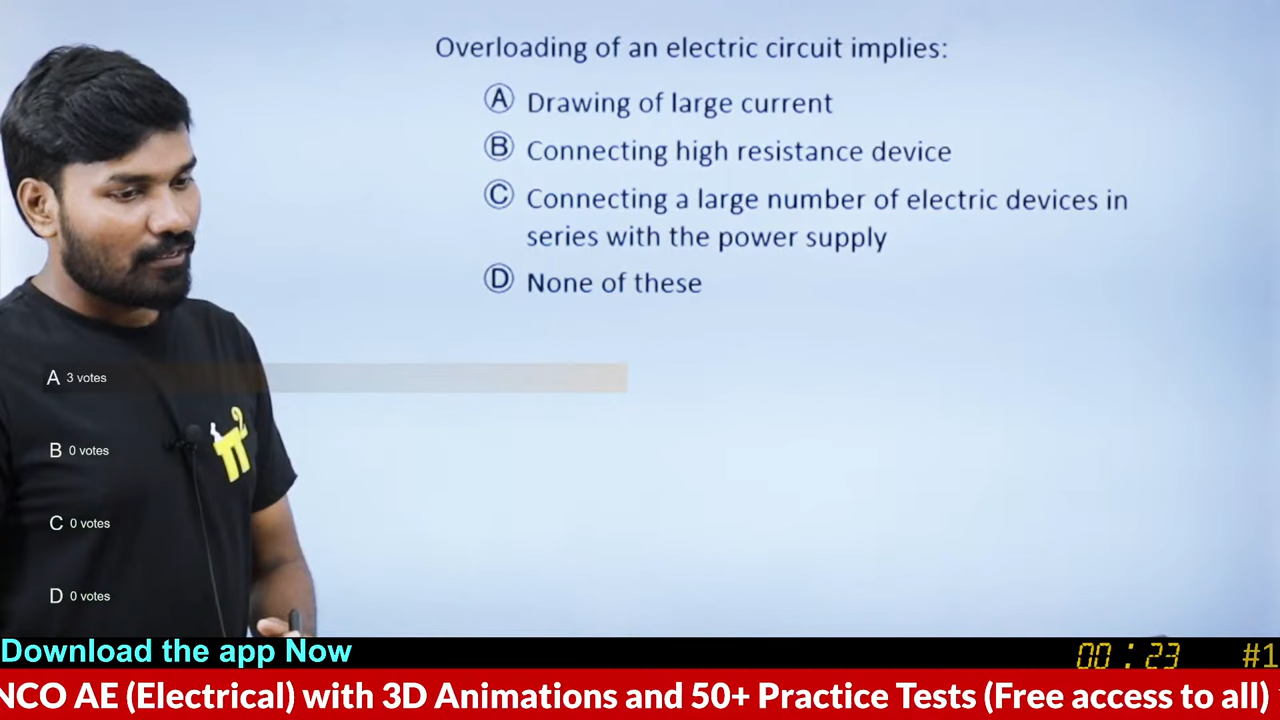 Overloading of an electric circuit implies:
Ⓐ Drawing of large current
Ⓑ Connecting high resistance device
Ⓒ Connecting a large number of electric devices in
series with the power supply
Ⓓ None of these
A 3 votes
π2
B 0 votes
C 0 votes
D 0 votes
Download the app Now
00:23
#1
NCO AE (Electrical) with 3D Animations and 50+ Practice Tests (Free access to all)